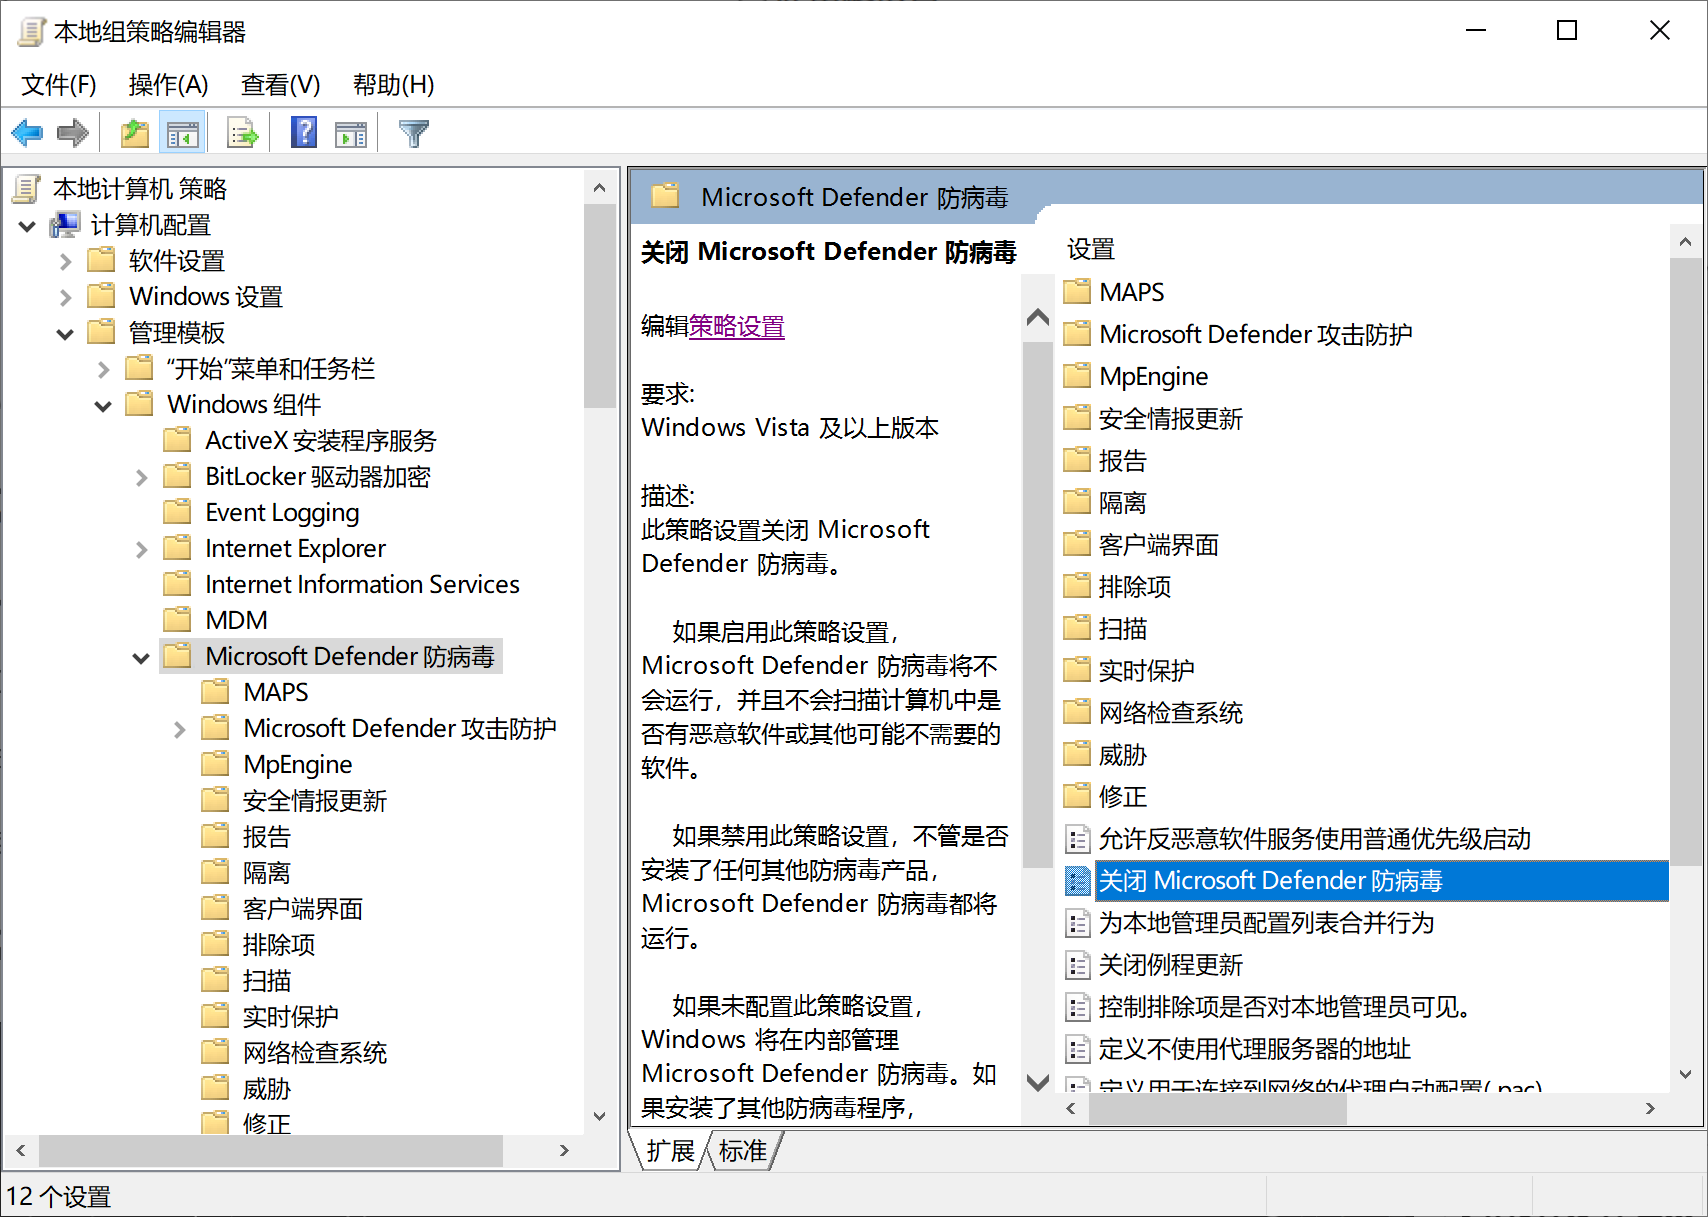 本地组策略编辑器
文件(F) 操作(A) 查看(V) 帮助(H)
本地计算机 策略
计算机配置
软件设置
Windows 设置
管理模板
“开始”菜单和任务栏
Windows 组件
ActiveX 安装程序服务
BitLocker 驱动器加密
Event Logging
Internet Explorer
Internet Information Services
MDM
Microsoft Defender 防病毒
MAPS
Microsoft Defender 攻击防护
MpEngine
安全情报更新
报告
隔离
客户端界面
排除项
扫描
实时保护
网络检查系统
威胁
修正
Microsoft Defender 防病毒
关闭 Microsoft Defender 防病毒
编辑策略设置
要求:
Windows Vista 及以上版本
描述:
此策略设置关闭 Microsoft
Defender 防病毒。
如果启用此策略设置，
Microsoft Defender 防病毒将不
会运行，并且不会扫描计算机中是
否有恶意软件或其他可能不需要的
软件。
如果禁用此策略设置，不管是否
安装了任何其他防病毒产品，
Microsoft Defender 防病毒都将
运行。
如果未配置此策略设置，
Windows 将在内部管理
Microsoft Defender 防病毒。如
果安装了其他防病毒程序，
设置
MAPS
Microsoft Defender 攻击防护
MpEngine
安全情报更新
报告
隔离
客户端界面
排除项
扫描
实时保护
网络检查系统
威胁
修正
允许反恶意软件服务使用普通优先级启动
关闭 Microsoft Defender 防病毒
为本地管理员配置列表合并行为
关闭例程更新
控制排除项是否对本地管理员可见。
定义不使用代理服务器的地址
定义用于连接到网络的代理自动配置(.pac)
扩展 标准
12 个设置